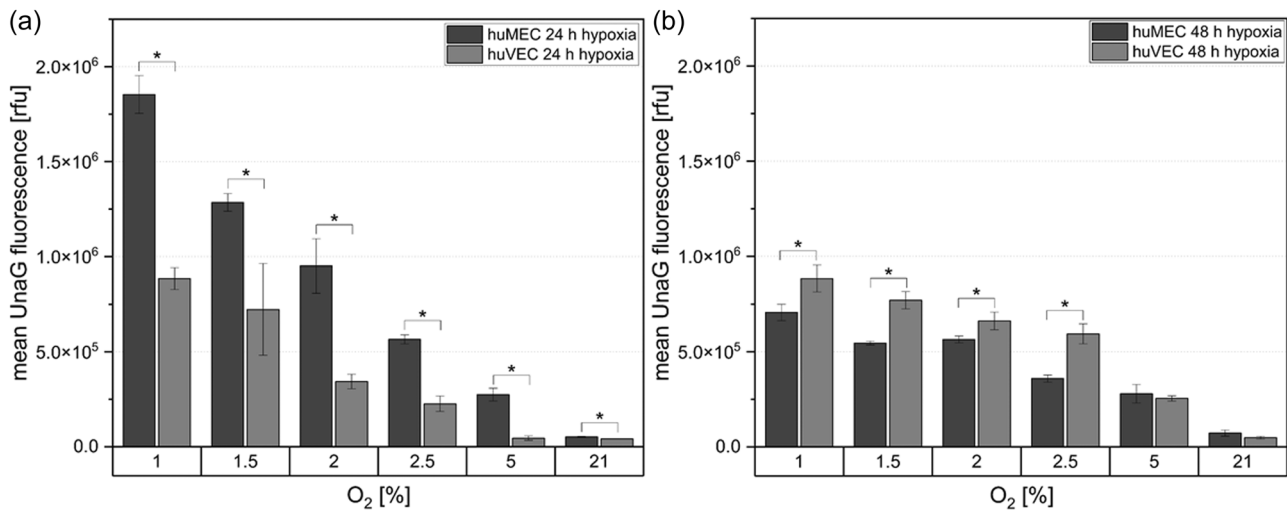 (a)
huMEC 24 h hypoxia
huVEC 24 h hypoxia
mean UnaG fluorescence [rfu]
2.0×10⁶
1.5×10⁶
1.0×10⁶
5.0×10⁵
0.0
* * * * * *
1 1.5 2 2.5 5 21
O₂ [%]
(b)
huMEC 48 h hypoxia
huVEC 48 h hypoxia
mean UnaG fluorescence [rfu]
2.0×10⁶
1.5×10⁶
1.0×10⁶
5.0×10⁵
0.0
* * * *
1 1.5 2 2.5 5 21
O₂ [%]